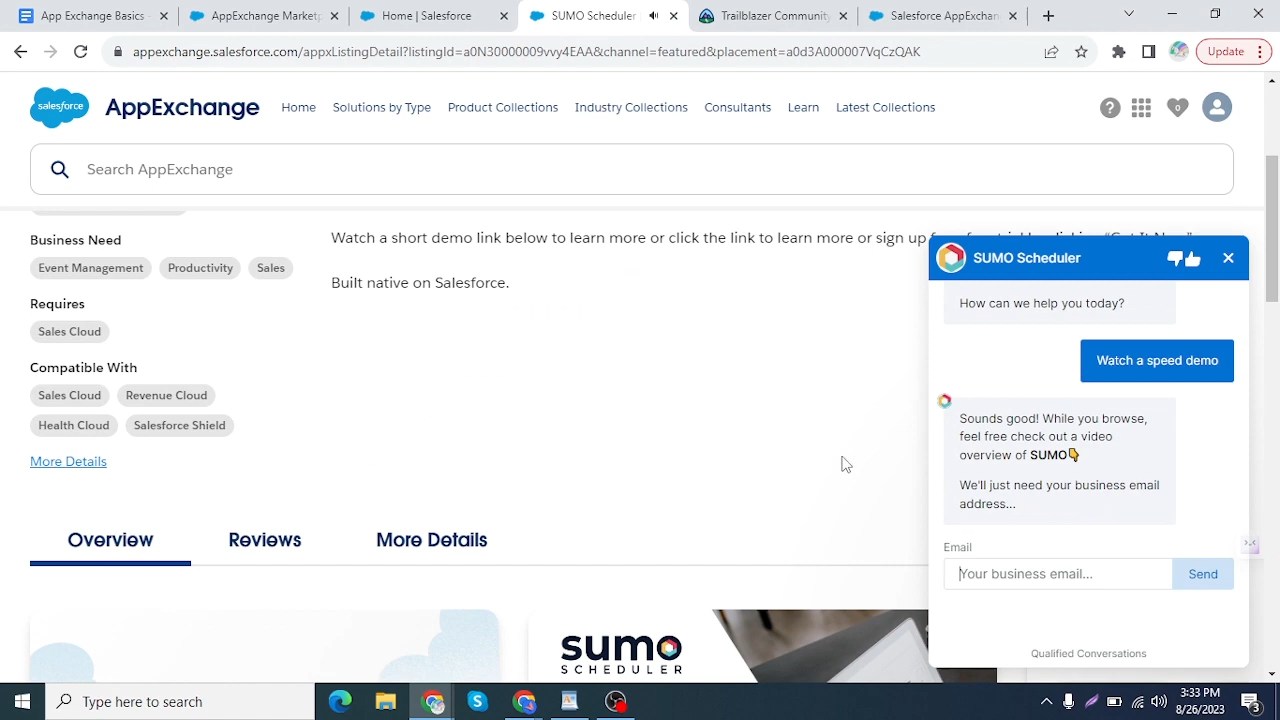 App Exchange Basics -
AppExchange Marketp
Home | Salesforce
SUMO Scheduler
Trailblazer Community
Salesforce AppExchan
appexchange.salesforce.com/appxListingDetail?listingId=a0N30000009vvy4EAA&channel=featured&placement=a0d3A000007VqCzQAK
Update
salesforce
AppExchange
Home
Solutions by Type
Product Collections
Industry Collections
Consultants
Learn
Latest Collections
0
Search AppExchange
Business Need
Event Management
Productivity
Sales
Requires
Sales Cloud
Compatible With
Sales Cloud
Revenue Cloud
Health Cloud
Salesforce Shield
More Details
Watch a short demo link below to learn more or click the link to learn more or sign up
Built native on Salesforce.
Overview
Reviews
More Details
sumo
SCHEDULER
SUMO Scheduler
How can we help you today?
Watch a speed demo
Sounds good! While you browse,
feel free check out a video
overview of SUMO👇
We'll just need your business email
address...
Email
Your business email...
Send
Qualified Conversations
Type here to search
3:33 PM
8/26/2023
3